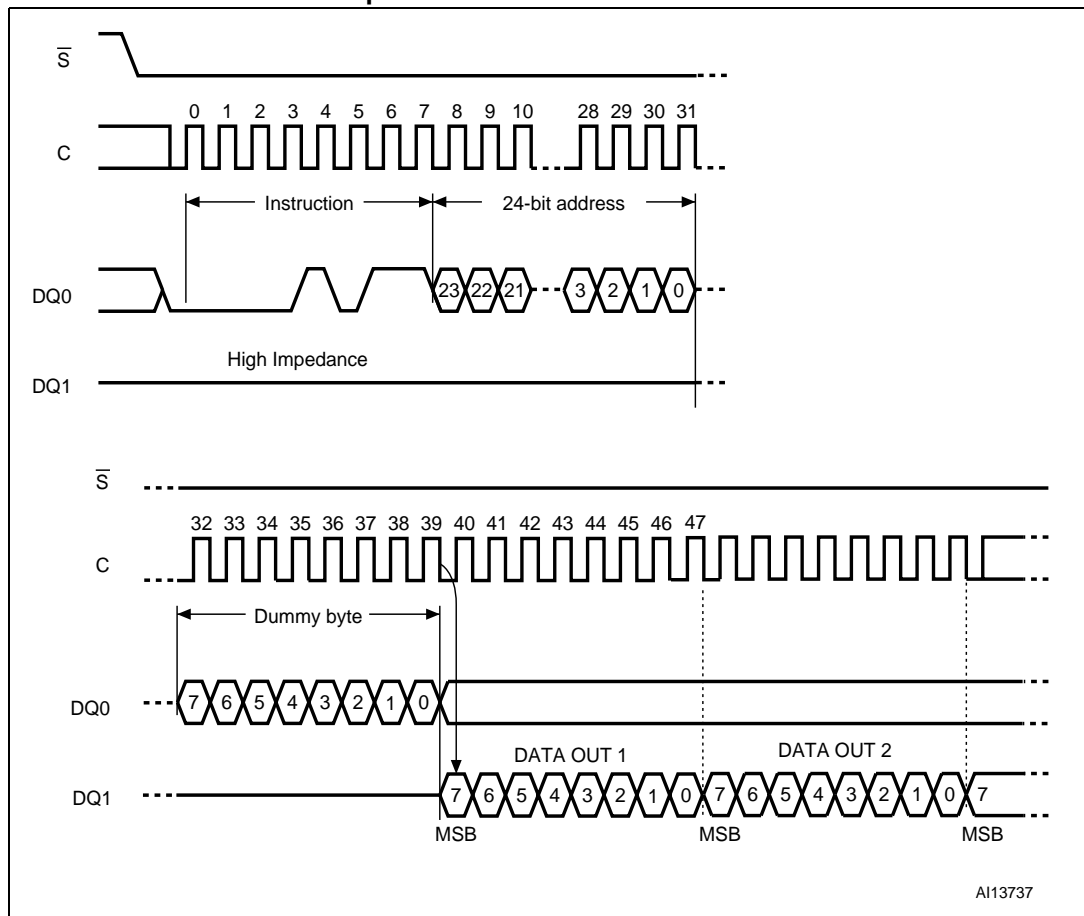 S
0 1 2 3 4 5 6 7 8 9 10 28 29 30 31
C
Instruction 24-bit address
DQ0 23 22 21 3 2 1 0
High Impedance
DQ1
S
32 33 34 35 36 37 38 39 40 41 42 43 44 45 46 47
C
Dummy byte
DQ0 7 6 5 4 3 2 1 0
DATA OUT 1 DATA OUT 2
DQ1 7 6 5 4 3 2 1 0 7 6 5 4 3 2 1 0 7
MSB MSB MSB
AI13737